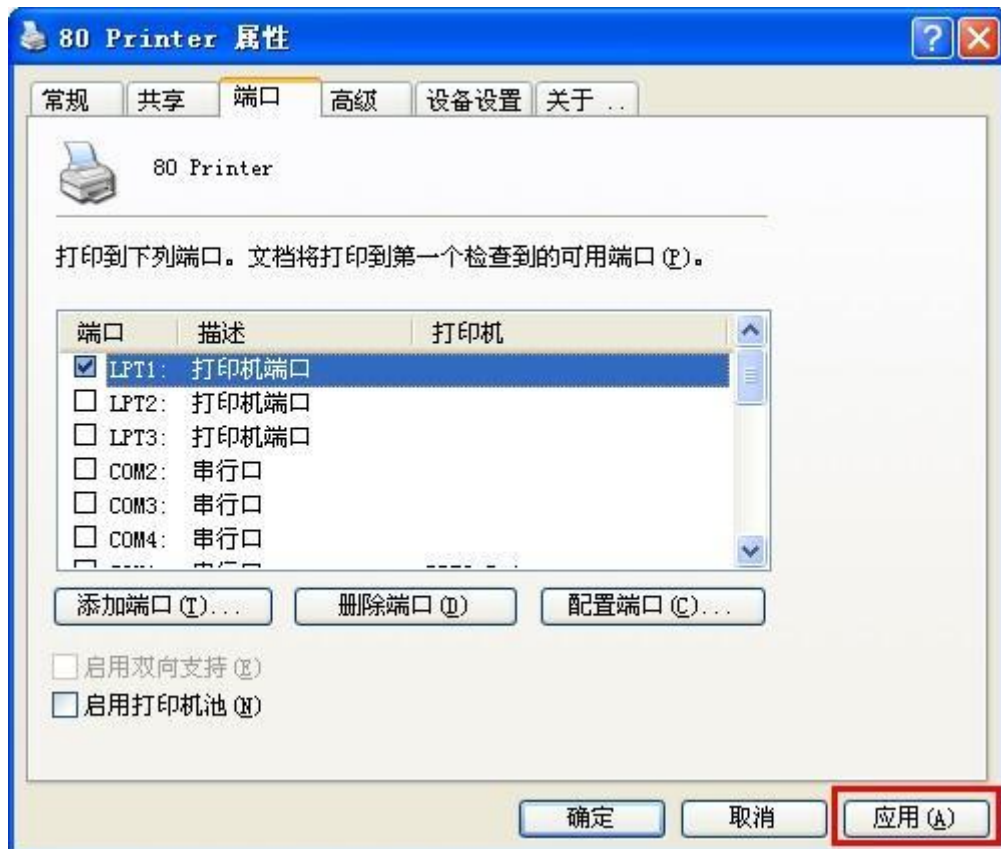 80 Printer 属性
常规 共享 端口 高级 设备设置 关于 ..
80 Printer
打印到下列端口。文档将打印到第一个检查到的可用端口(P)。
端口 描述 打印机
LPT1: 打印机端口
LPT2: 打印机端口
LPT3: 打印机端口
COM2: 串行口
COM3: 串行口
COM4: 串行口
添加端口(T)... 删除端口(D) 配置端口(C)...
启用双向支持(E)
启用打印机池(N)
确定 取消 应用(A)